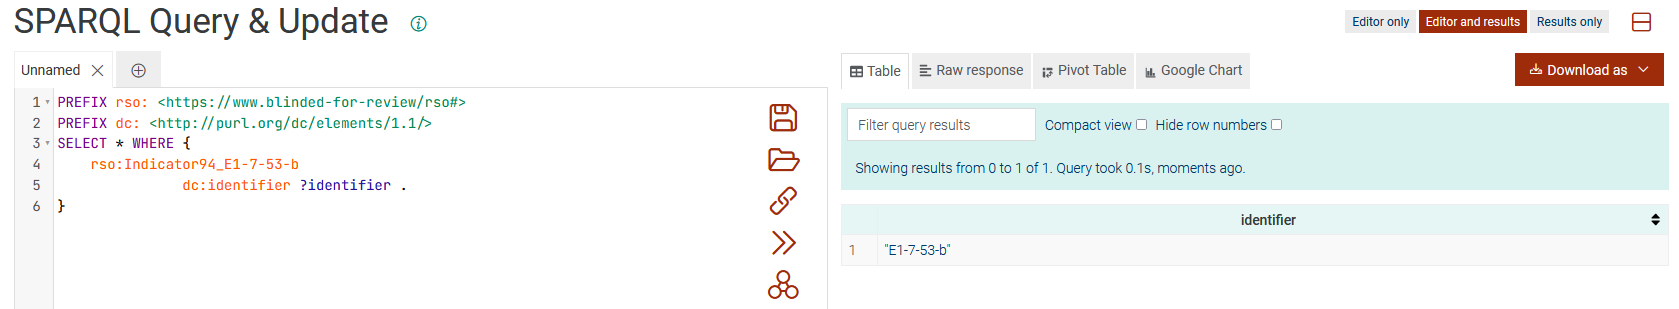 SPARQL Query & Update
Editor only Editor and results Results only
Unnamed
Table Raw response Pivot Table Google Chart Download as
1 PREFIX rso: <https://www.blinded-for-review/rso#>
2 PREFIX dc: <http://purl.org/dc/elements/1.1/>
3 SELECT * WHERE {
4 rso:Indicator94_E1-7-53-b
5 dc:identifier ?identifier .
6 }
Filter query results Compact view Hide row numbers
Showing results from 0 to 1 of 1. Query took 0.1s, moments ago.
identifier
1 "E1-7-53-b"